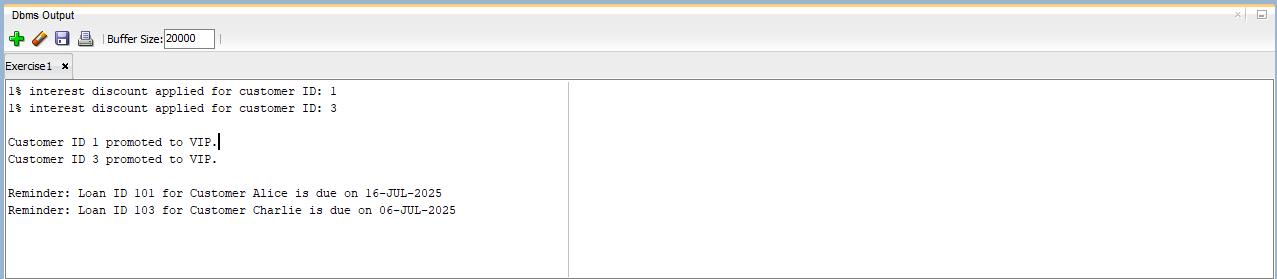 Dbms Output
Buffer Size: 20000
Exercise1
1% interest discount applied for customer ID: 1
1% interest discount applied for customer ID: 3
Customer ID 1 promoted to VIP.
Customer ID 3 promoted to VIP.
Reminder: Loan ID 101 for Customer Alice is due on 16-JUL-2025
Reminder: Loan ID 103 for Customer Charlie is due on 06-JUL-2025